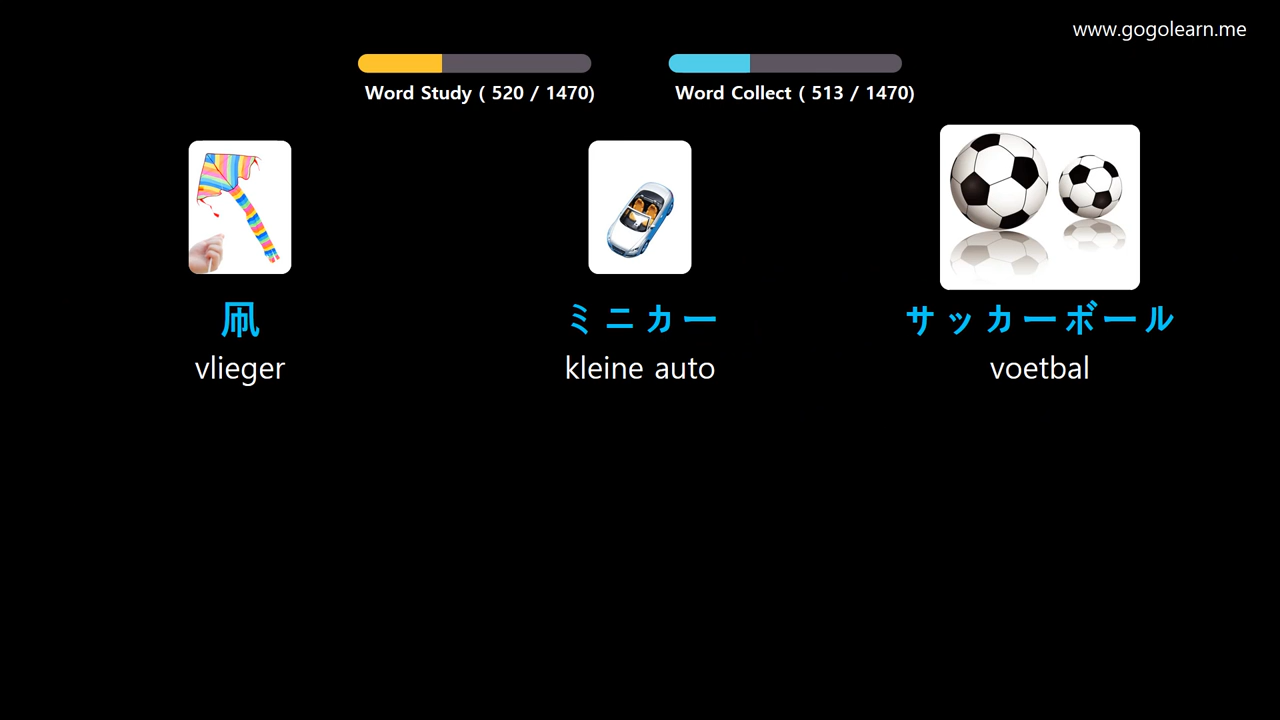 www.gogolearn.me
Word Study ( 520 / 1470)
Word Collect ( 513 / 1470)
凧
ミニカー
サッカーボール
vlieger
kleine auto
voetbal